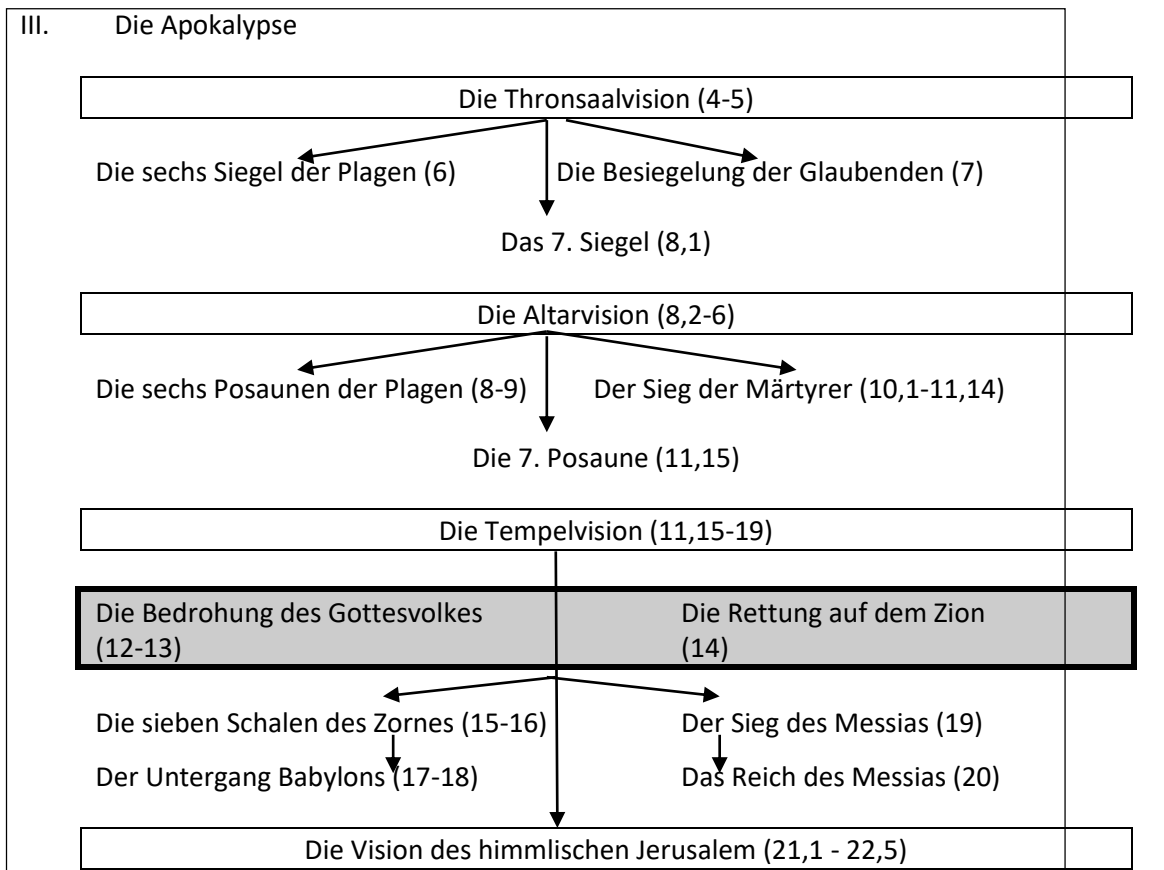 III. Die Apokalypse
Die Thronsaalvision (4-5)
Die sechs Siegel der Plagen (6) Die Besiegelung der Glaubenden (7)
Das 7. Siegel (8,1)
Die Altarvision (8,2-6)
Die sechs Posaunen der Plagen (8-9) Der Sieg der Märtyrer (10,1-11,14)
Die 7. Posaune (11,15)
Die Tempelvision (11,15-19)
Die Bedrohung des Gottesvolkes Die Rettung auf dem Zion
(12-13) (14)
Die sieben Schalen des Zornes (15-16) Der Sieg des Messias (19)
Der Untergang Babylons (17-18) Das Reich des Messias (20)
Die Vision des himmlischen Jerusalem (21,1 - 22,5)